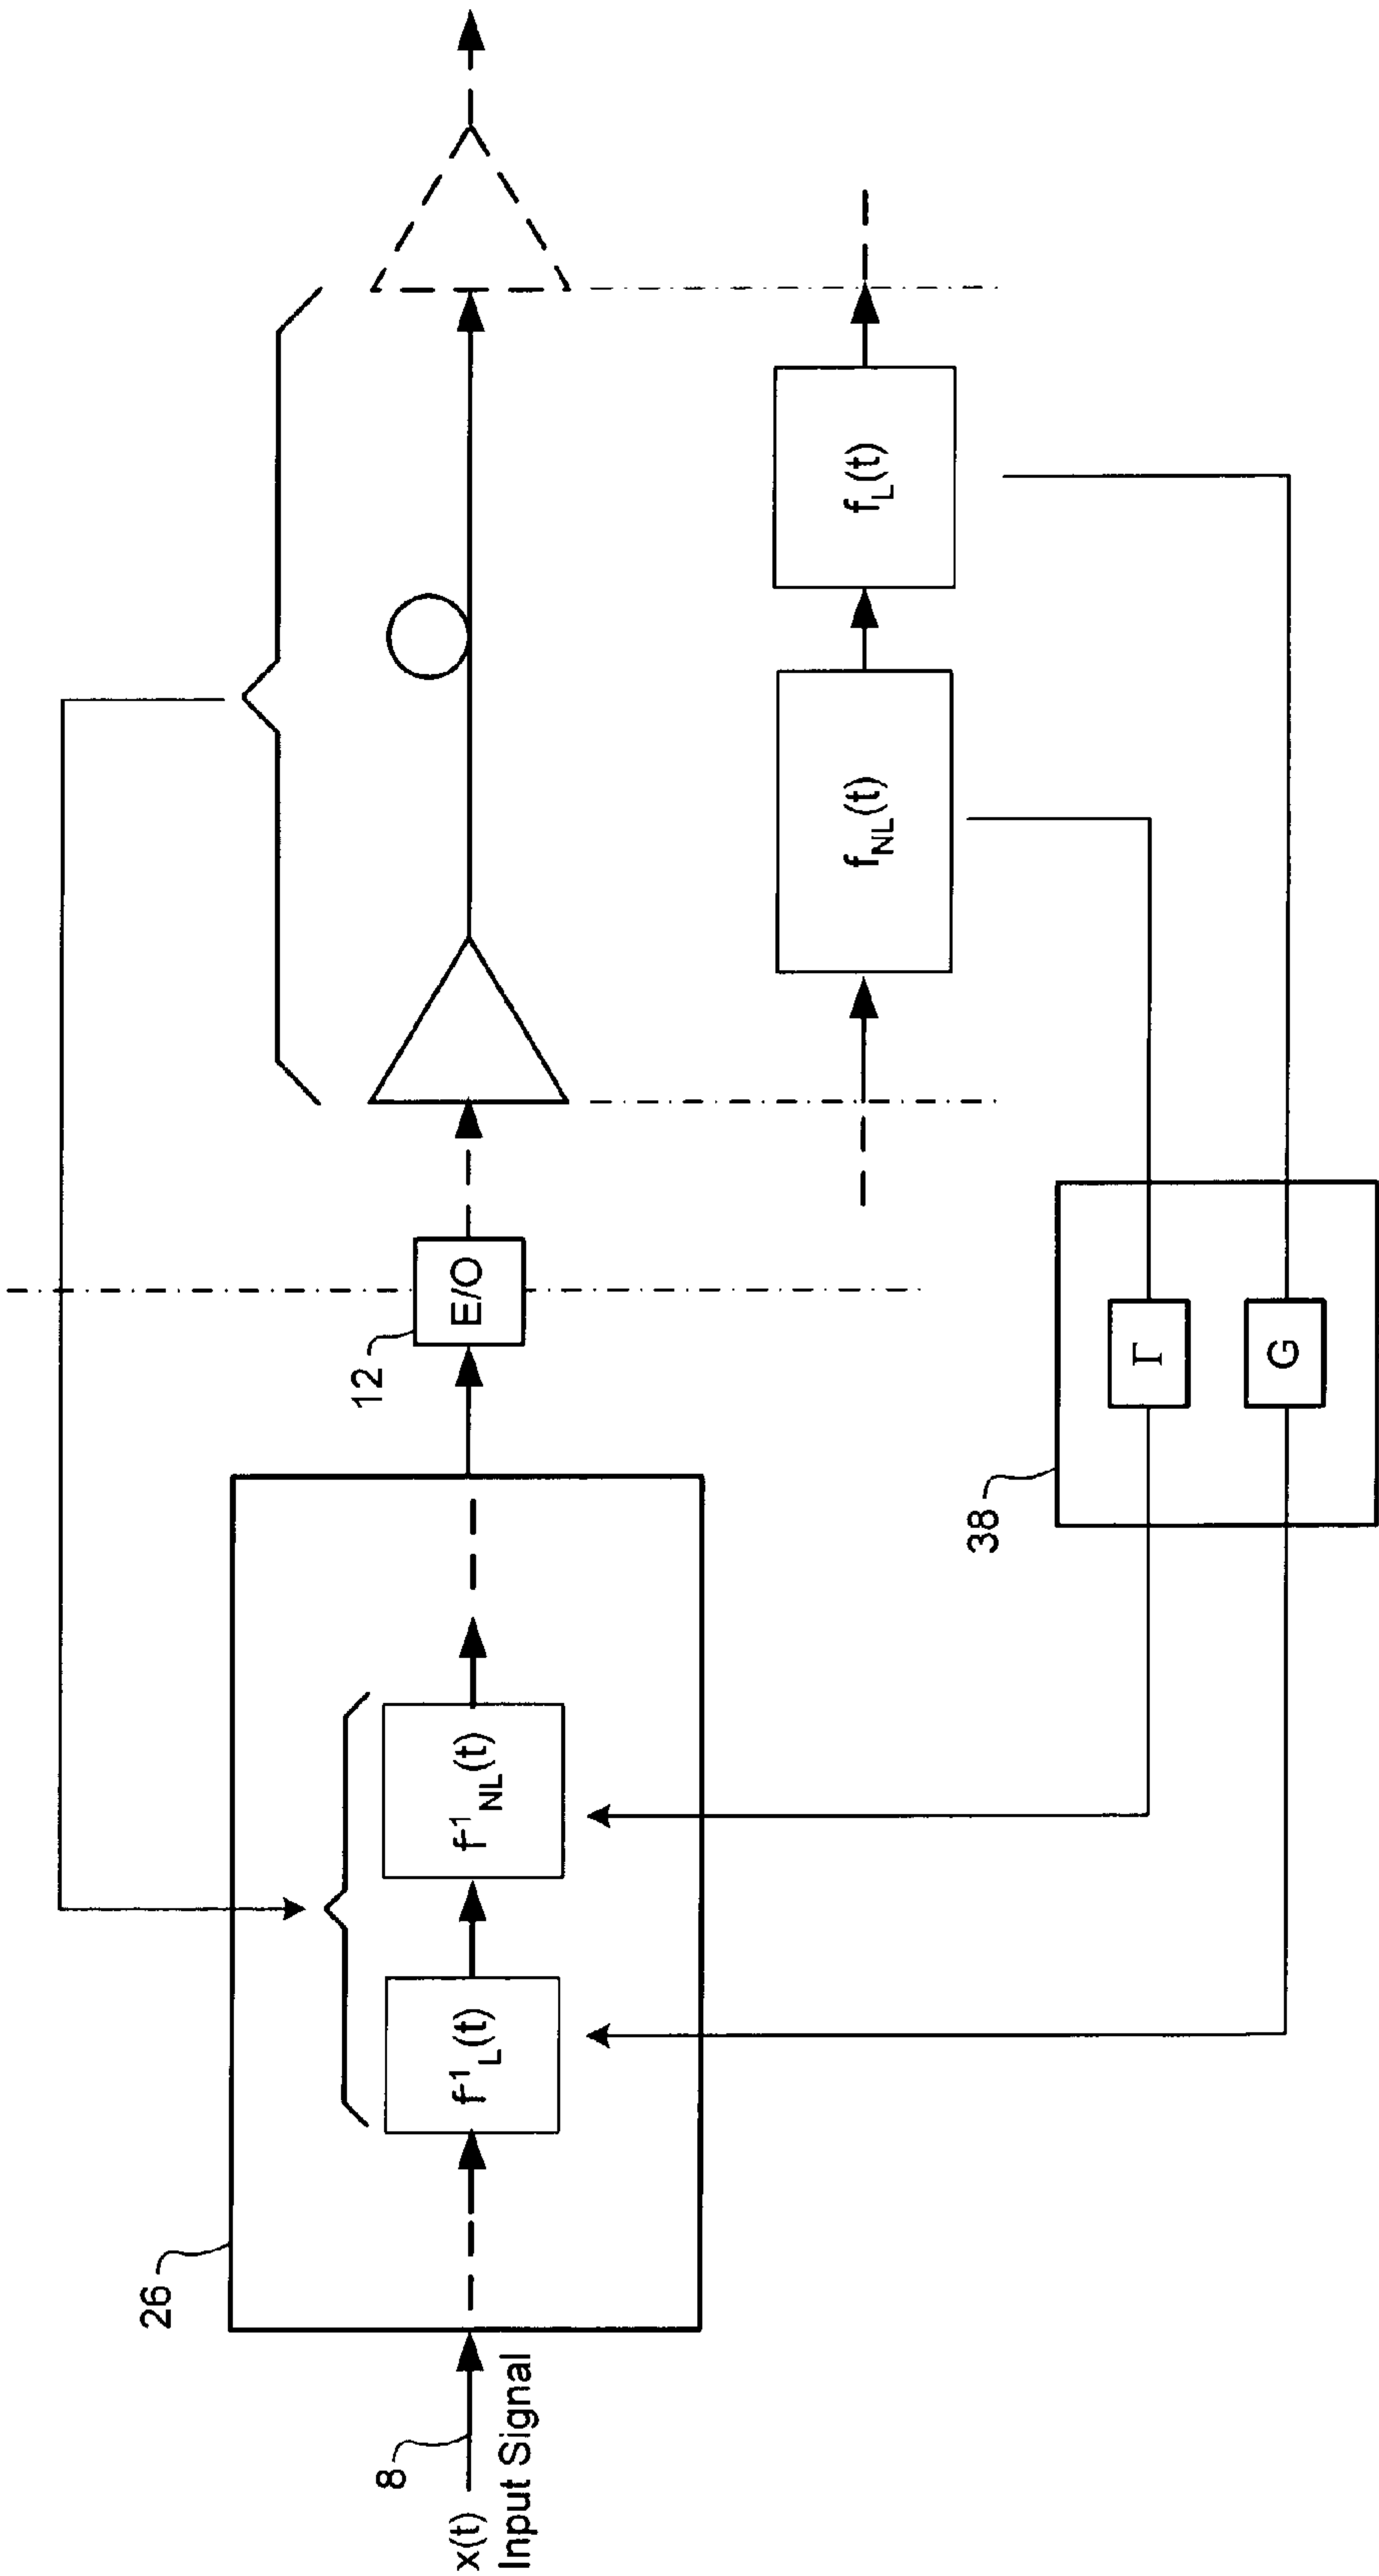 26
12
8
x(t)
Input Signal
f⁻¹L(t)
f⁻¹NL(t)
E/O
fNL(t)
fL(t)
38
Γ
G